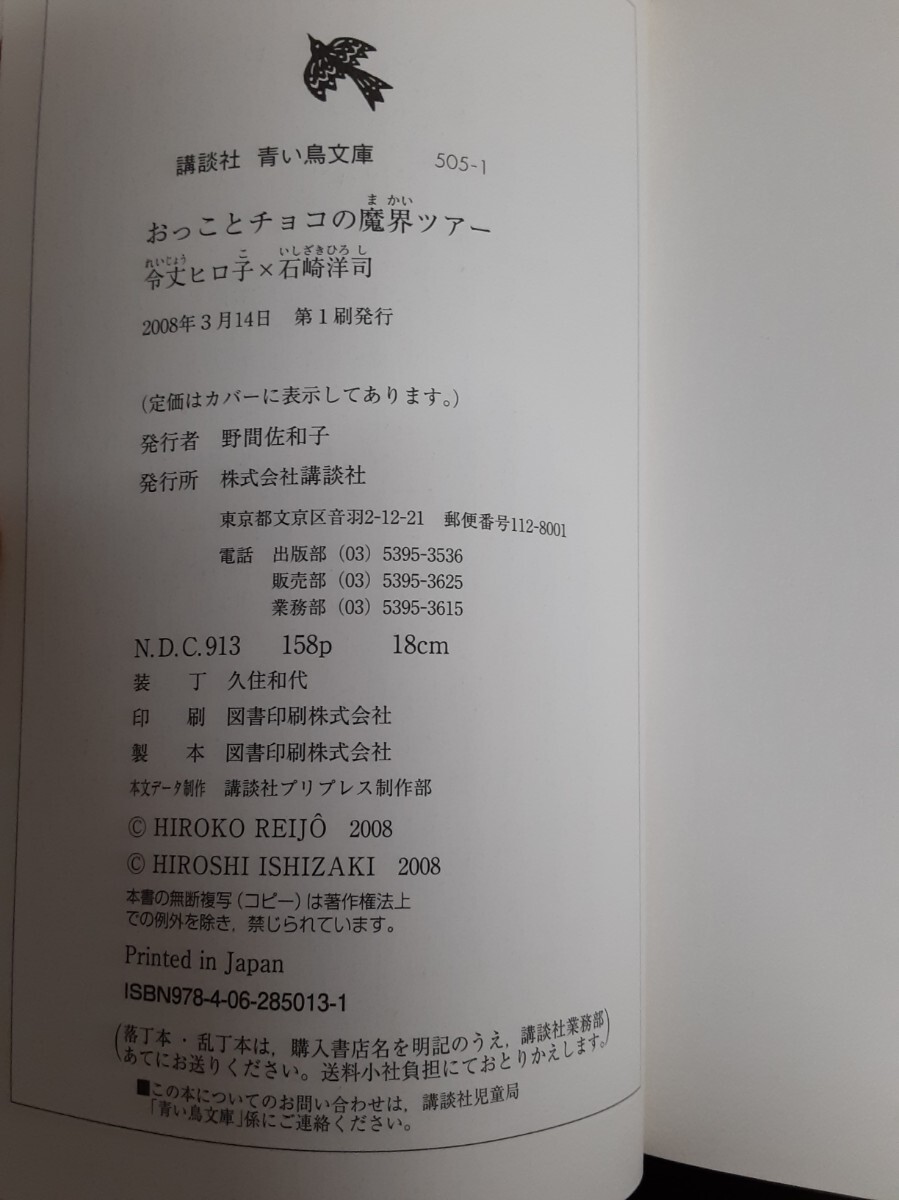 講談社 青い鳥文庫 505-1
おっことチョコの魔界ツアー
まかい
令丈ヒロ子×石崎洋司
れいじょう こ いしざきひろし
2008年3月14日 第1刷発行
(定価はカバーに表示してあります。)
発行者 野間佐和子
発行所 株式会社講談社
東京都文京区音羽2-12-21 郵便番号112-8001
電話 出版部 (03) 5395-3536
販売部 (03) 5395-3625
業務部 (03) 5395-3615
N.D.C.913 158p 18cm
装丁 久住和代
印刷 図書印刷株式会社
製本 図書印刷株式会社
本文データ制作 講談社プリプレス制作部
© HIROKO REIJÔ 2008
© HIROSHI ISHIZAKI 2008
本書の無断複写(コピー)は著作権法上
での例外を除き，禁じられています。
Printed in Japan
ISBN978-4-06-285013-1
(落丁本・乱丁本は，購入書店名を明記のうえ，講談社業務部
あてにお送りください。送料小社負担にておとりかえします。)
■この本についてのお問い合わせは，講談社児童局
「青い鳥文庫」係にご連絡ください。